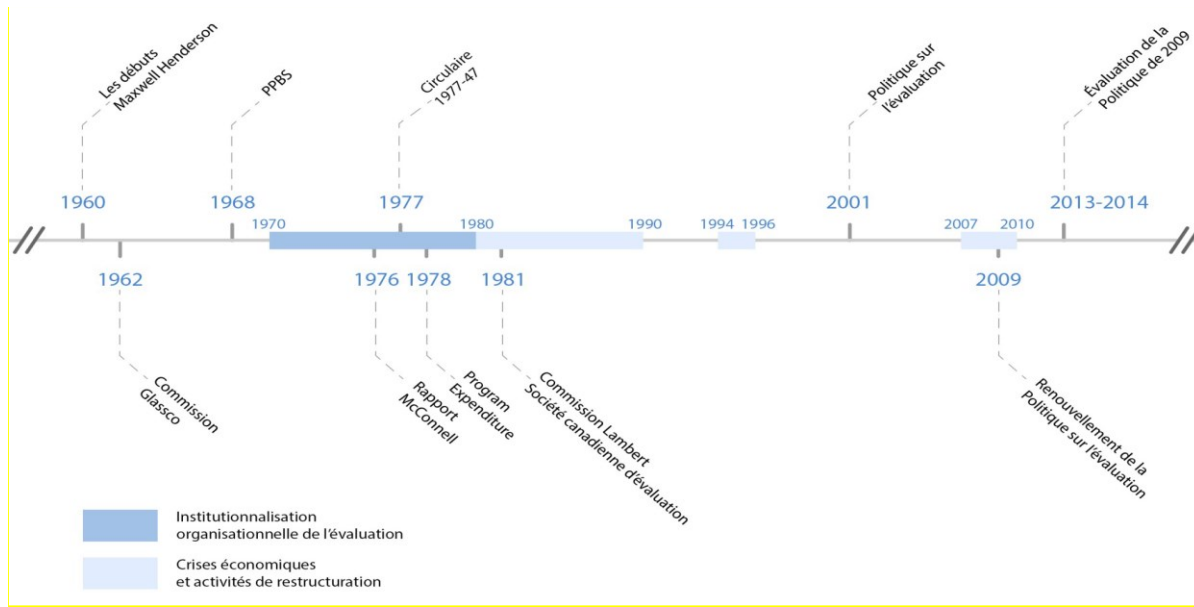 Les débuts
Maxwell Henderson
PPBS
Circulaire
1977-47
Politique sur
l'évaluation
Évaluation de la
Politique de 2009
1960
1968
1977
2001
2013-2014
1970
1980
1990
1994
1996
2007
2010
1962
1976
1978
1981
2009
Commission
Glassco
Rapport
McConnell
Program
Expenditure
Commission Lambert
Société canadienne d'évaluation
Renouvellement de la
Politique sur l'évaluation
Institutionnalisation
organisationnelle de l'évaluation
Crises économiques
et activités de restructuration